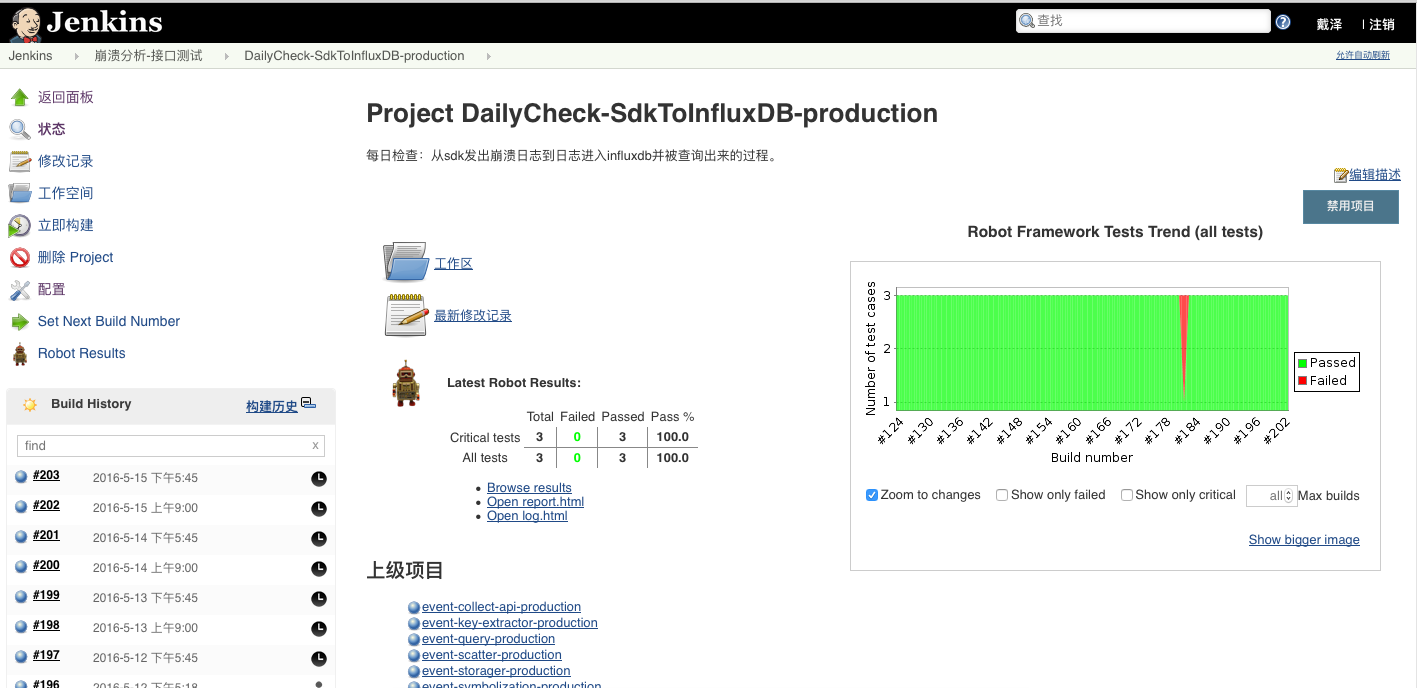 Jenkins
查找
戴泽 | 注销
Jenkins 崩溃分析-接口测试 DailyCheck-SdkToInfluxDB-production
允许自动刷新
返回面板
状态
修改记录
工作空间
立即构建
删除 Project
配置
Set Next Build Number
Robot Results
Build History 构建历史
find x
#203 2016-5-15 下午5:45
#202 2016-5-15 上午9:00
#201 2016-5-14 下午5:45
#200 2016-5-14 上午9:00
#199 2016-5-13 下午5:45
#198 2016-5-13 上午9:00
#197 2016-5-12 下午5:45
#196 2016-5-12 下午5:18
Project DailyCheck-SdkToInfluxDB-production
每日检查：从sdk发出崩溃日志到日志进入influxdb并被查询出来的过程。
编辑描述
禁用项目
工作区
最新修改记录
Latest Robot Results:
Total Failed Passed Pass %
Critical tests 3 0 3 100.0
All tests 3 0 3 100.0
Browse results
Open report.html
Open log.html
上级项目
event-collect-api-production
event-key-extractor-production
event-query-production
event-scatter-production
event-storager-production
event-symbolization-production
Robot Framework Tests Trend (all tests)
Number of test cases
3
2
1
#124 #130 #136 #142 #148 #154 #160 #166 #172 #178 #184 #190 #196 #202
Build number
Passed
Failed
Zoom to changes Show only failed Show only critical all Max builds
Show bigger image